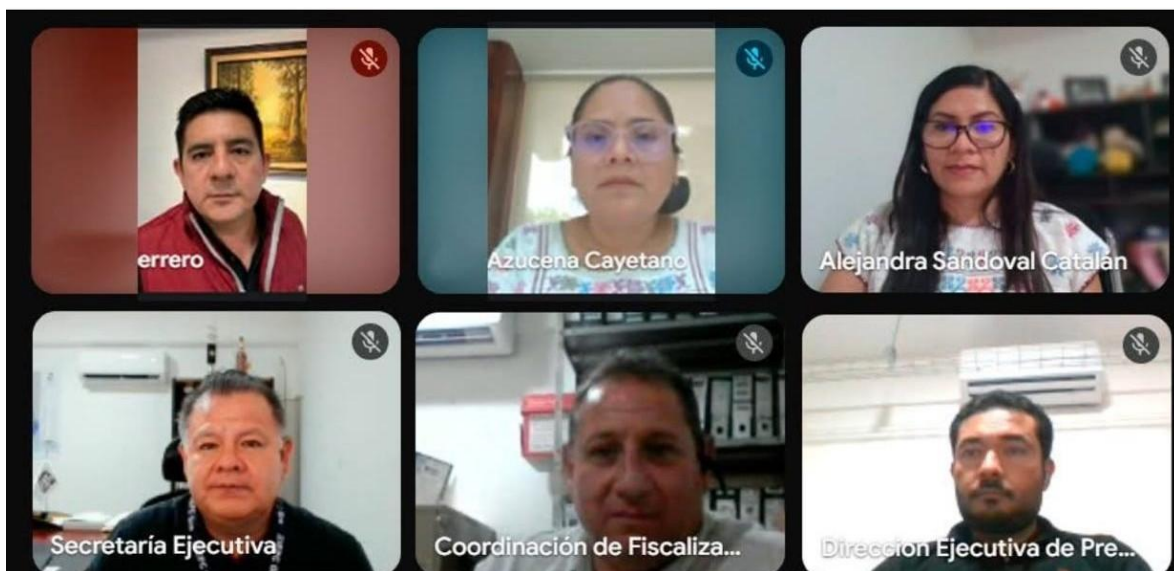 errero
Azucena Cayetano
Alejandra Sandoval Catalán
Secretaría Ejecutiva
Coordinación de Fiscaliza...
Direccion Ejecutiva de Pre...